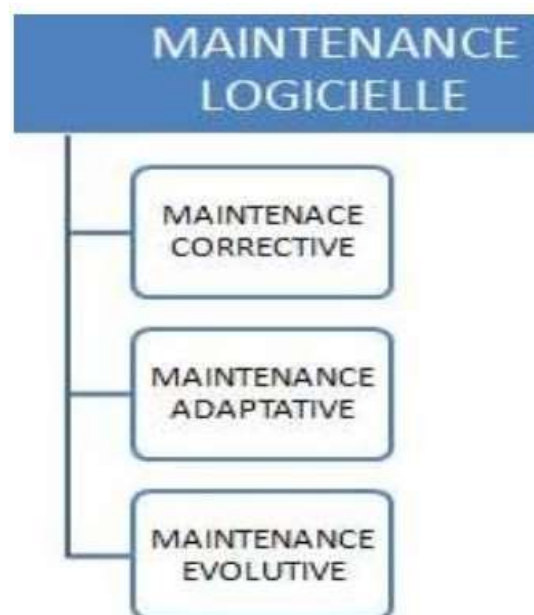 MAINTENANCE
LOGICIELLE
MAINTENACE
CORRECTIVE
MAINTENANCE
ADAPTATIVE
MAINTENANCE
EVOLUTIVE